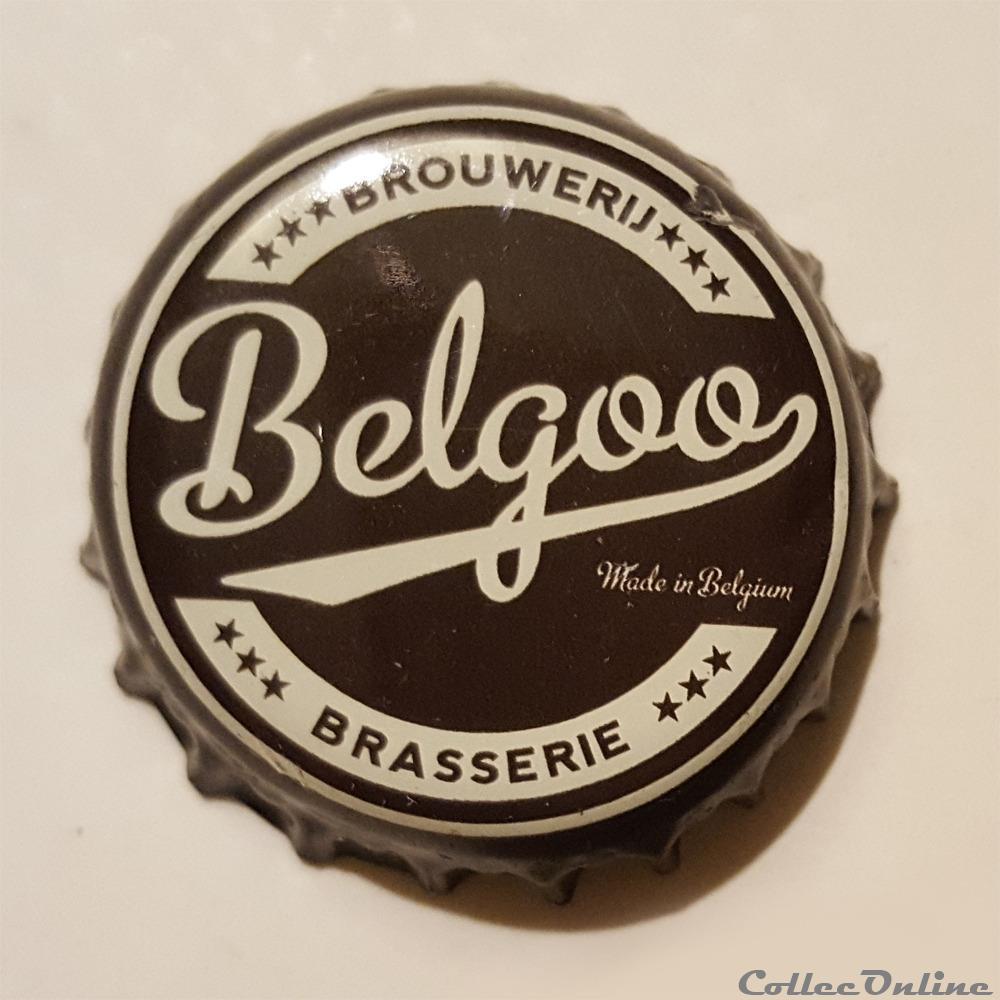 ★★★BROUWERIJ★★★
Belgoo
Made in Belgium
★★★ BRASSERIE ★★★
CollecOnline